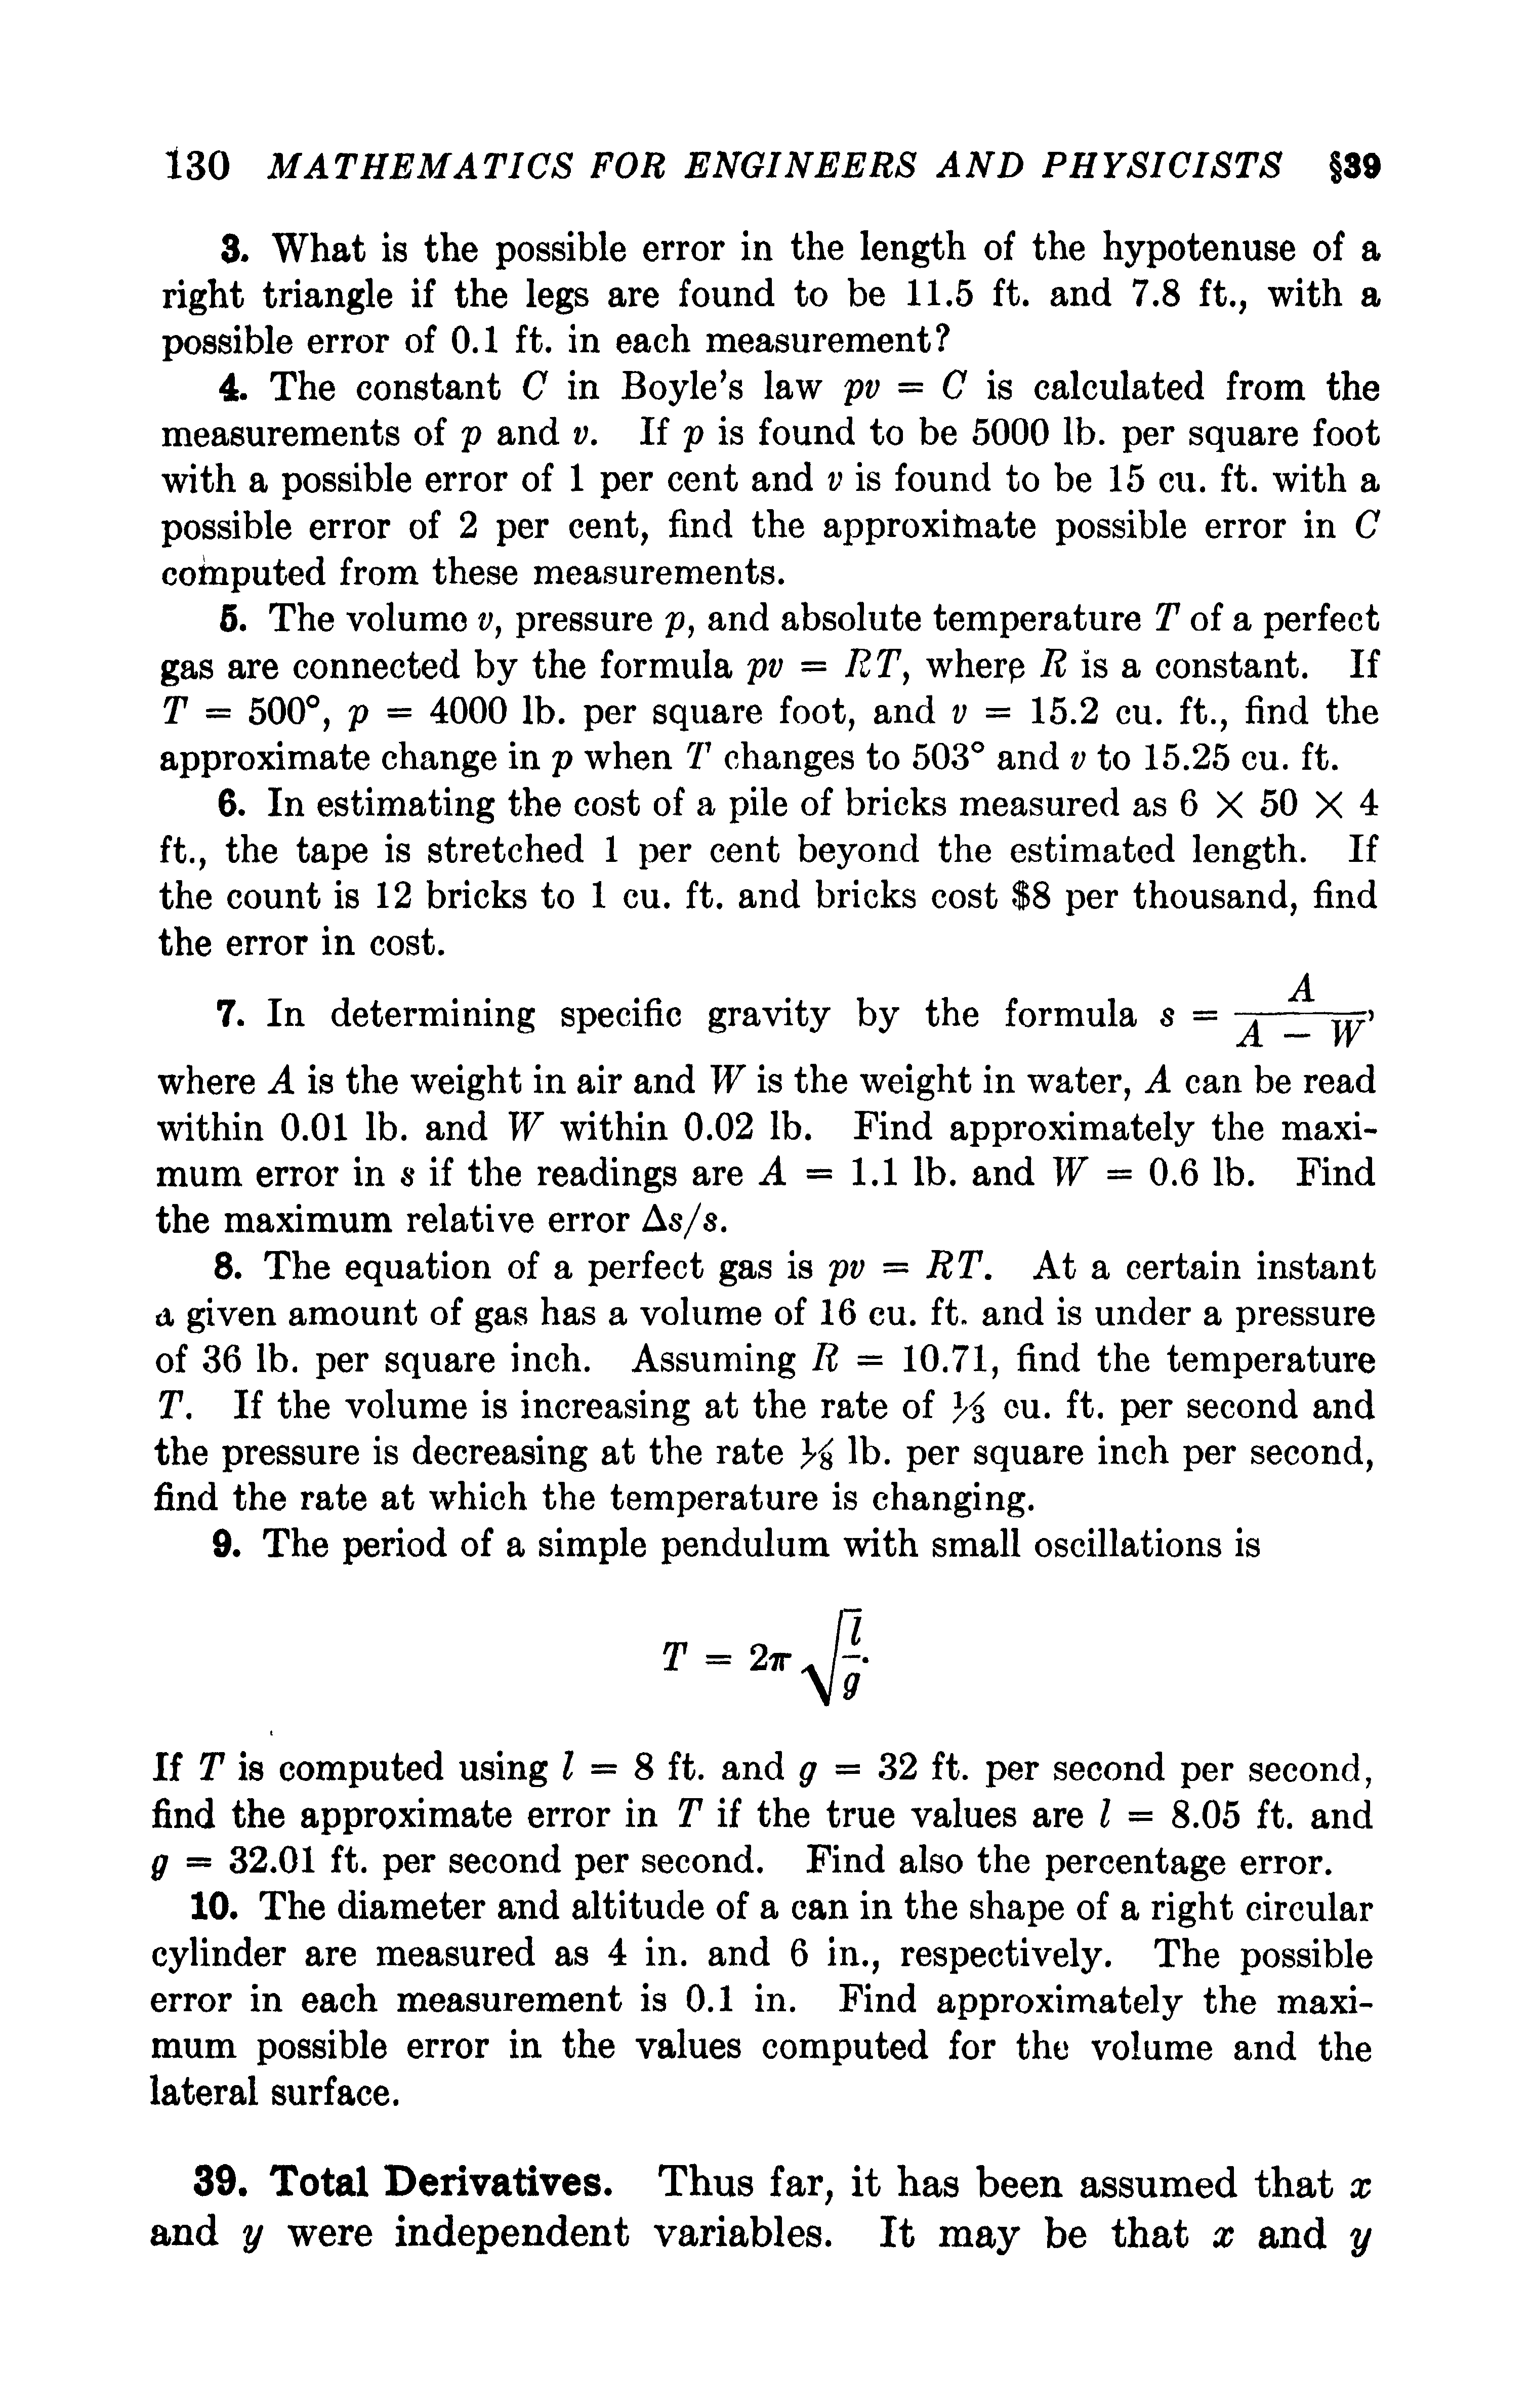 130 MATHEMATICS FOR ENGINEERS AND PHYSICISTS §39
3. What is the possible error in the length of the hypotenuse of a
right triangle if the legs are found to be 11.5 ft. and 7.8 ft., with a
possible error of 0.1 ft. in each measurement?
4. The constant C in Boyle's law pv = C is calculated from the
measurements of p and v. If p is found to be 5000 lb. per square foot
with a possible error of 1 per cent and v is found to be 15 cu. ft. with a
possible error of 2 per cent, find the approximate possible error in C
computed from these measurements.
5. The volume v, pressure p, and absolute temperature T of a perfect
gas are connected by the formula pv = RT, where R is a constant. If
T = 500°, p = 4000 lb. per square foot, and v = 15.2 cu. ft., find the
approximate change in p when T changes to 503° and v to 15.25 cu. ft.
6. In estimating the cost of a pile of bricks measured as 6 × 50 × 4
ft., the tape is stretched 1 per cent beyond the estimated length. If
the count is 12 bricks to 1 cu. ft. and bricks cost $8 per thousand, find
the error in cost.
7. In determining specific gravity by the formula s = A / (A − W),
where A is the weight in air and W is the weight in water, A can be read
within 0.01 lb. and W within 0.02 lb. Find approximately the maxi-
mum error in s if the readings are A = 1.1 lb. and W = 0.6 lb. Find
the maximum relative error Δs/s.
8. The equation of a perfect gas is pv = RT. At a certain instant
a given amount of gas has a volume of 16 cu. ft. and is under a pressure
of 36 lb. per square inch. Assuming R = 10.71, find the temperature
T. If the volume is increasing at the rate of ⅓ cu. ft. per second and
the pressure is decreasing at the rate ⅛ lb. per square inch per second,
find the rate at which the temperature is changing.
9. The period of a simple pendulum with small oscillations is
T = 2π √(l/g).
If T is computed using l = 8 ft. and g = 32 ft. per second per second,
find the approximate error in T if the true values are l = 8.05 ft. and
g = 32.01 ft. per second per second. Find also the percentage error.
10. The diameter and altitude of a can in the shape of a right circular
cylinder are measured as 4 in. and 6 in., respectively. The possible
error in each measurement is 0.1 in. Find approximately the maxi-
mum possible error in the values computed for the volume and the
lateral surface.
39. Total Derivatives. Thus far, it has been assumed that x
and y were independent variables. It may be that x and y